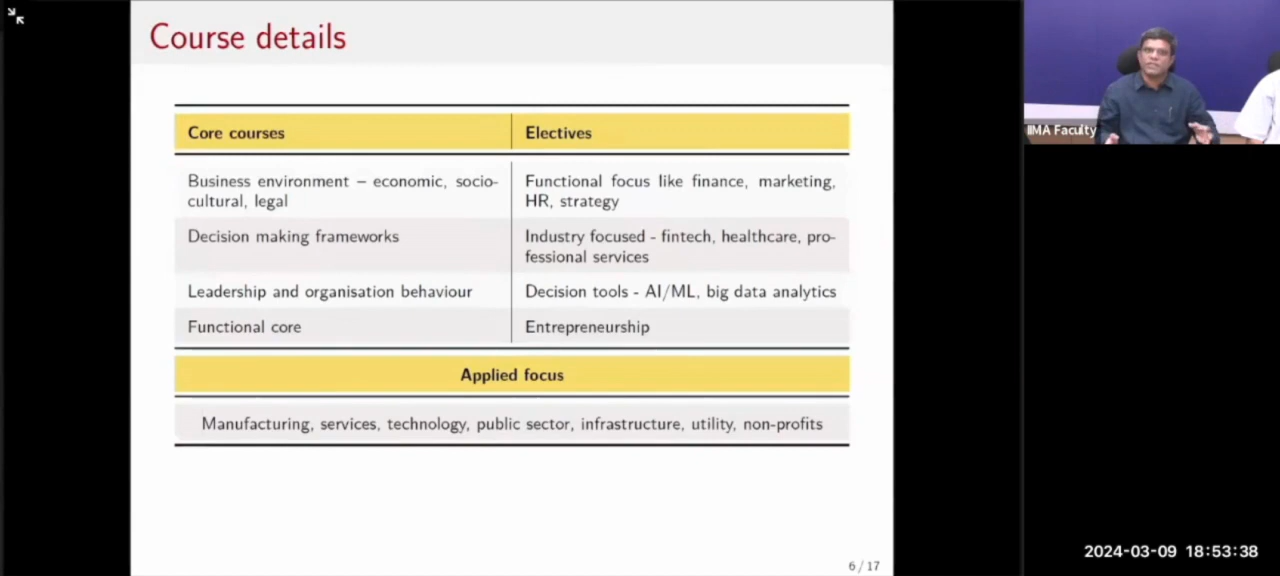 Course details
Core courses
Electives
Business environment – economic, socio-
cultural, legal
Functional focus like finance, marketing,
HR, strategy
Decision making frameworks
Industry focused - fintech, healthcare, pro-
fessional services
Leadership and organisation behaviour
Decision tools - AI/ML, big data analytics
Functional core
Entrepreneurship
Applied focus
Manufacturing, services, technology, public sector, infrastructure, utility, non-profits
6 / 17
IIMA Faculty
2024-03-09 18:53:38